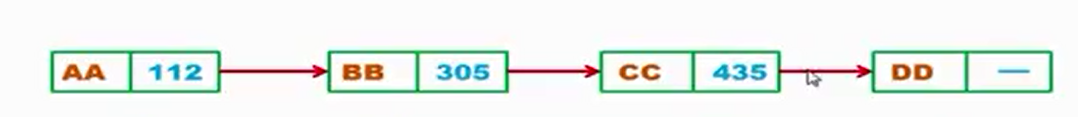 AA 112 BB 305 CC 435 DD —